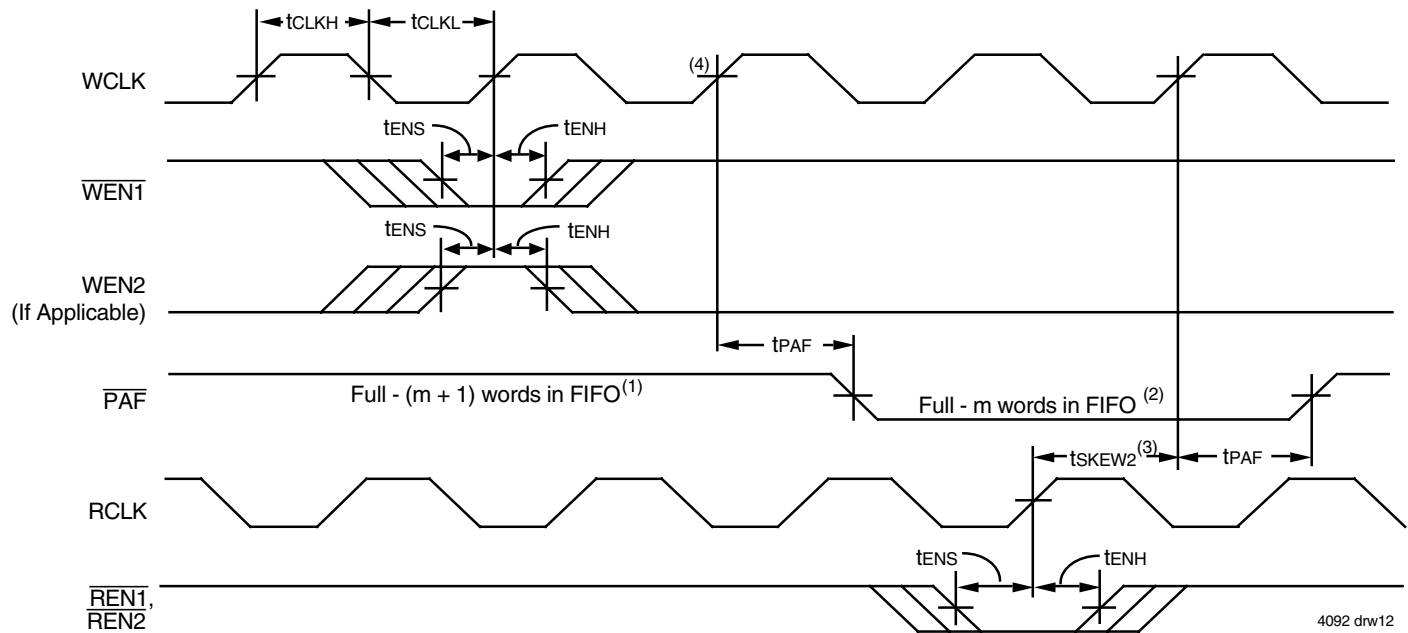 tCLKH tCLKL
WCLK
(4)
tENS tENH
WEN1
tENS tENH
WEN2
(If Applicable)
tPAF
PAF
Full - (m + 1) words in FIFO(1)
Full - m words in FIFO (2)
tSKEW2(3)
tPAF
RCLK
tENS tENH
REN1,
REN2
4092 drw12